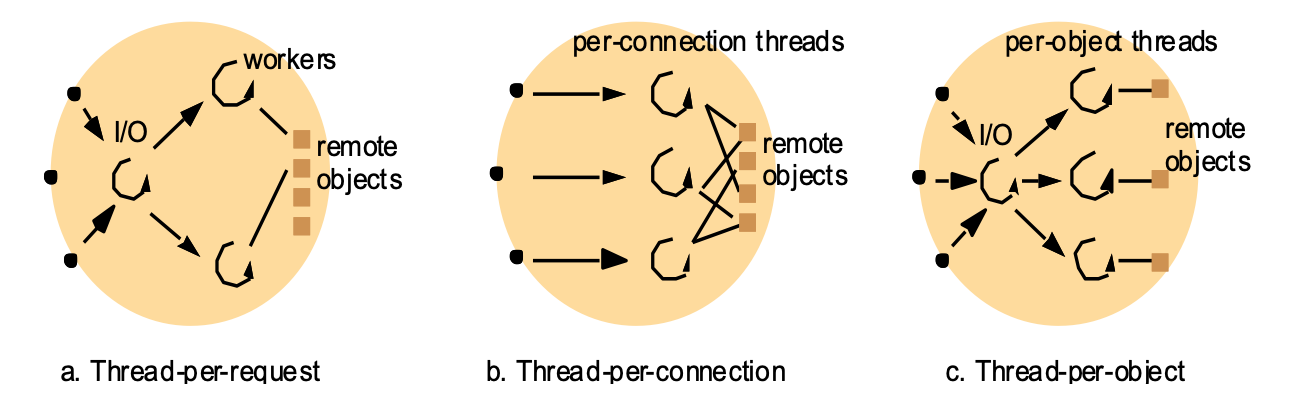 workers
I/O
remote
objects
a. Thread-per-request
per-connection threads
remote
objects
b. Thread-per-connection
per-object threads
I/O
remote
objects
c. Thread-per-object